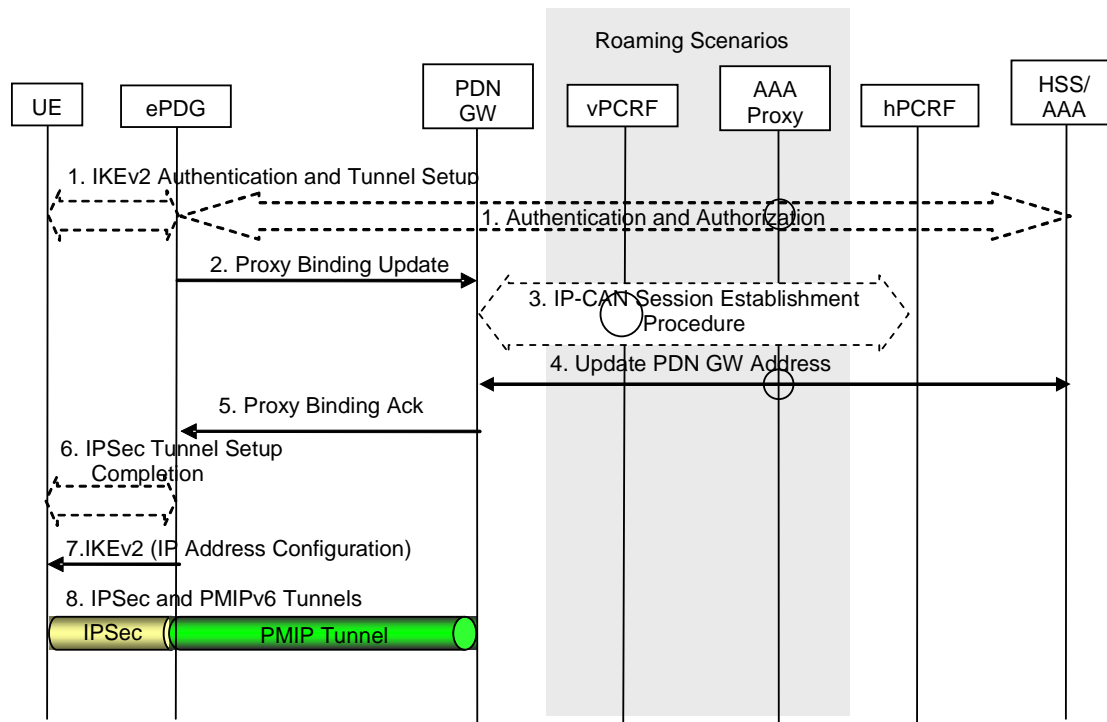 Roaming Scenarios
UE
ePDG
PDN
GW
vPCRF
AAA
Proxy
hPCRF
HSS/
AAA
1. IKEv2 Authentication and Tunnel Setup
1. Authentication and Authorization
2. Proxy Binding Update
3. IP-CAN Session Establishment
Procedure
4. Update PDN GW Address
5. Proxy Binding Ack
6. IPSec Tunnel Setup
Completion
7.IKEv2 (IP Address Configuration)
8. IPSec and PMIPv6 Tunnels
IPSec
PMIP Tunnel